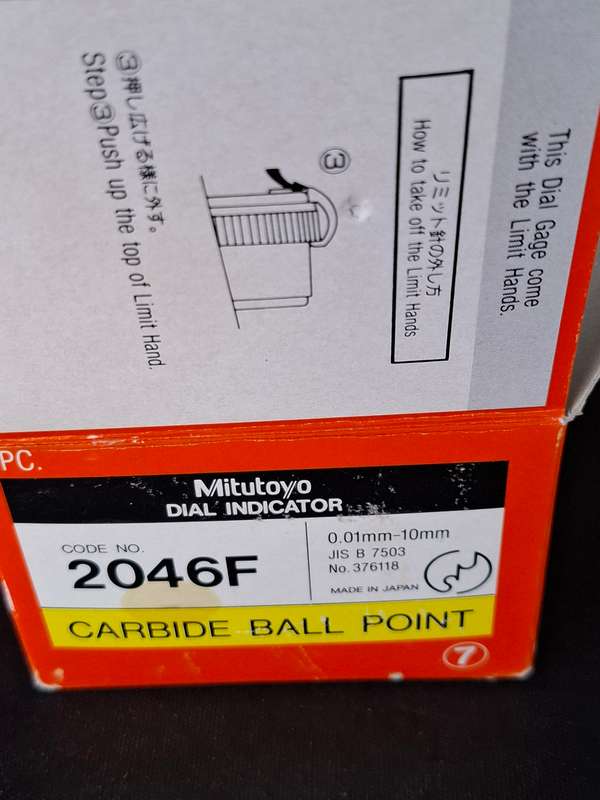 This Dial Gage come
with the Limit Hands.
リミット針の外し方
How to take off the Limit Hands
③
③押し広げる様に外す。
Step③Push up the top of Limit Hand.
PC.
Mitutoyo
DIAL INDICATOR
CODE NO.
2046F
0.01mm-10mm
JIS B 7503
No. 376118
MADE IN JAPAN
CARBIDE BALL POINT
7